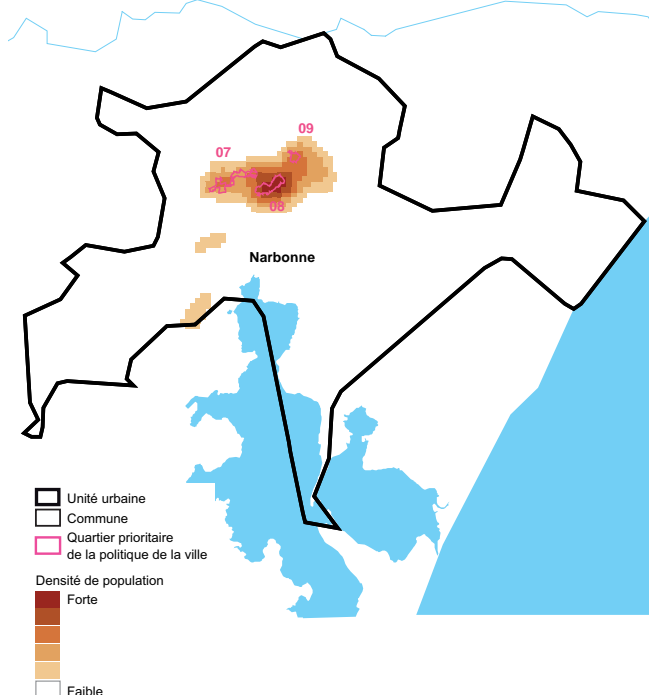 09
07
08
Narbonne
Unité urbaine
Commune
Quartier prioritaire
de la politique de la ville
Densité de population
Forte
Faible